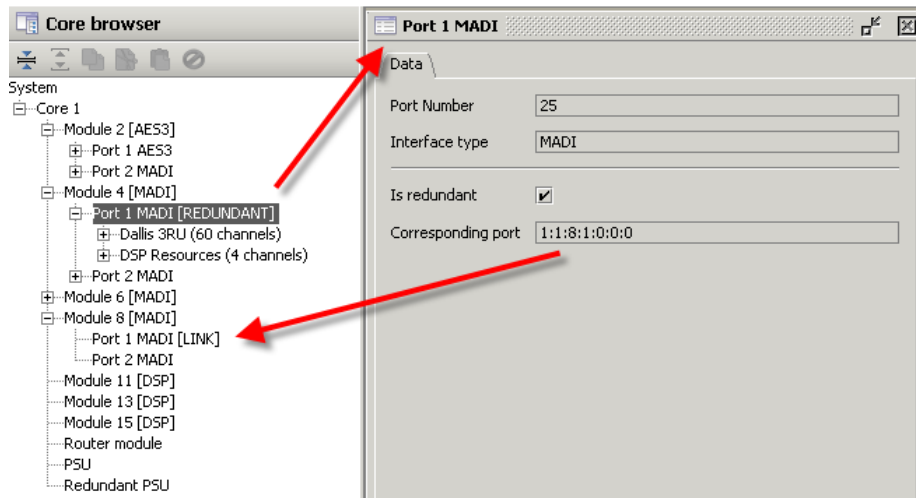 Core browser
System
Core 1
Module 2 [AES3]
Port 1 AES3
Port 2 MADI
Module 4 [MADI]
Port 1 MADI [REDUNDANT]
Dallis 3RU (60 channels)
DSP Resources (4 channels)
Port 2 MADI
Module 6 [MADI]
Module 8 [MADI]
Port 1 MADI [LINK]
Port 2 MADI
Module 11 [DSP]
Module 13 [DSP]
Module 15 [DSP]
Router module
PSU
Redundant PSU
Port 1 MADI
Data
Port Number 25
Interface type MADI
Is redundant
Corresponding port 1:1:8:1:0:0:0